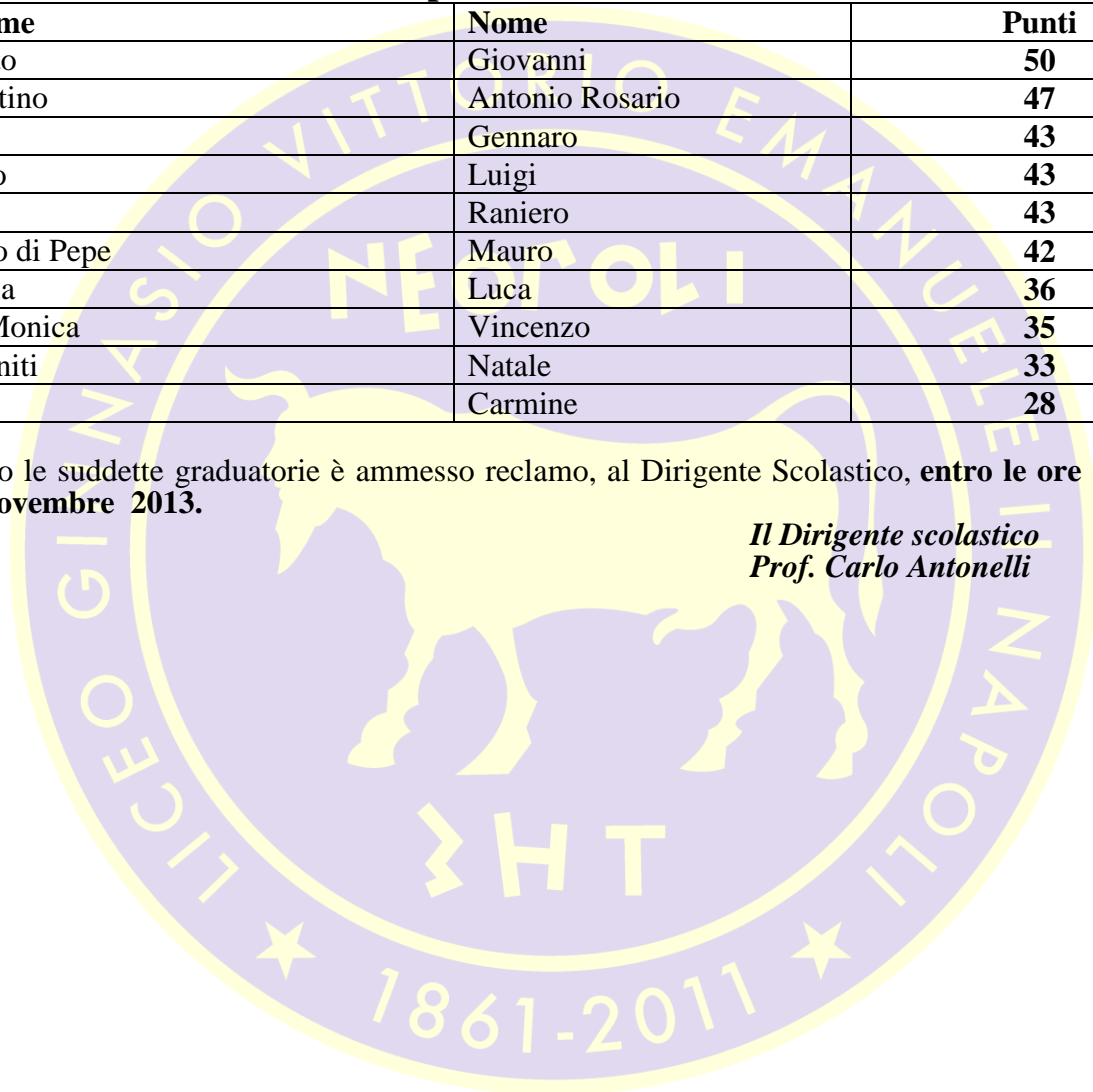 me Nome Punti
o Giovanni 50
tino Antonio Rosario 47
Gennaro 43
o Luigi 43
Raniero 43
o di Pepe Mauro 42
a Luca 36
Monica Vincenzo 35
niti Natale 33
Carmine 28
o le suddette graduatorie è ammesso reclamo, al Dirigente Scolastico, entro le ore
ovembre 2013.
Il Dirigente scolastico
Prof. Carlo Antonelli
LICEO GINNASIO VITTORIO EMANUELE II NAPOLI
1861-2011